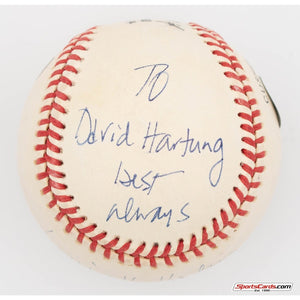 To
David Hartung
best
always
SportsCards.com